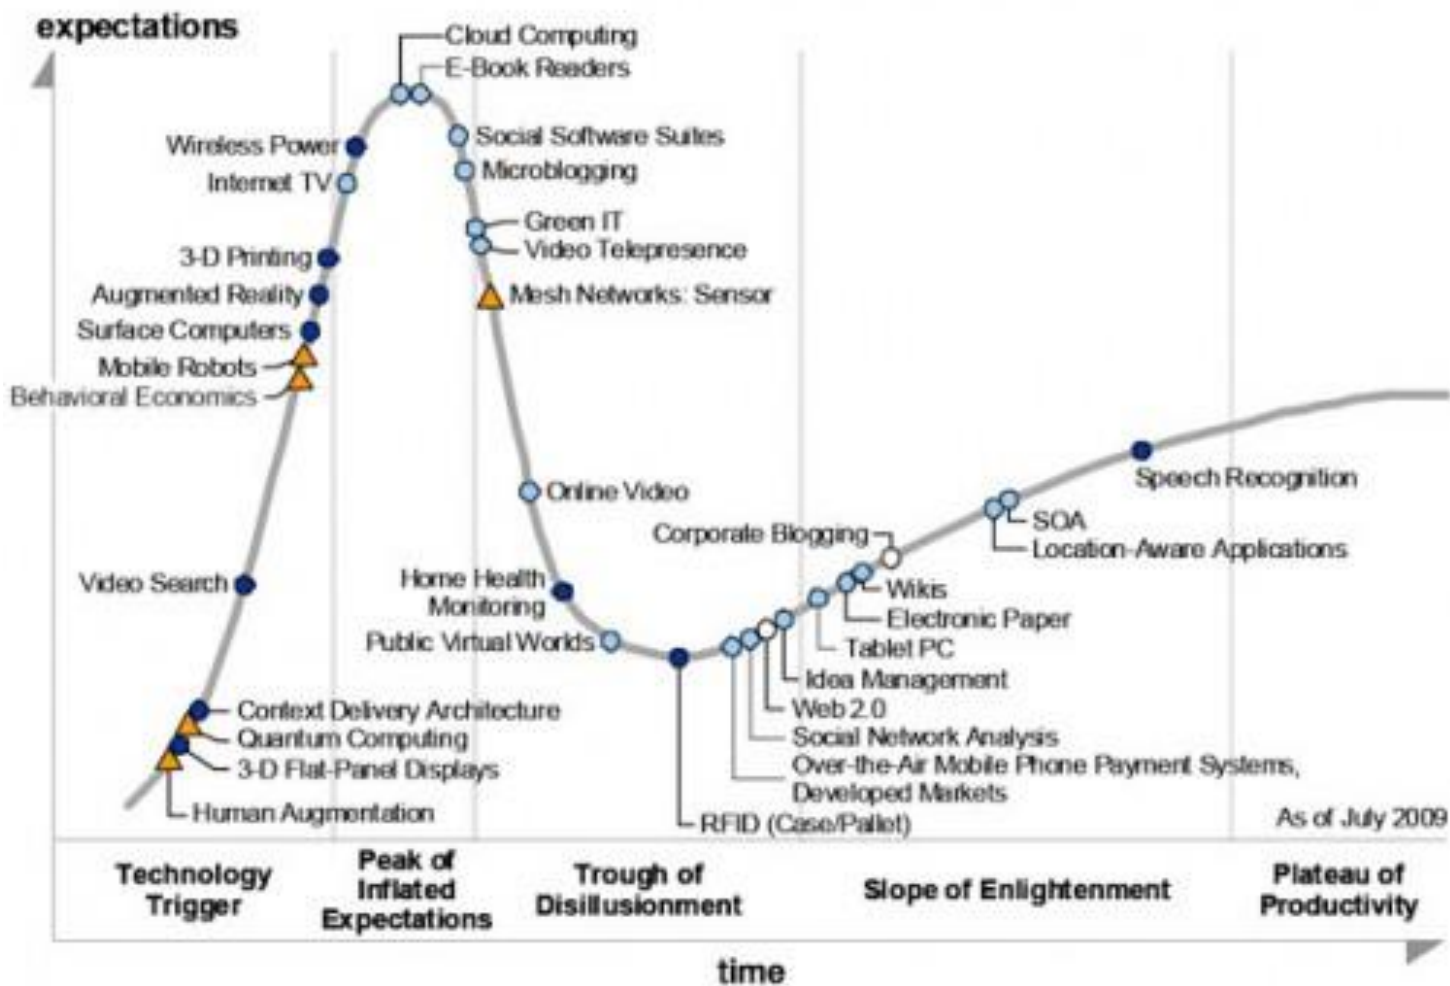 expectations
Cloud Computing
E-Book Readers
Wireless Power
Social Software Suites
Internet TV
Microblogging
Green IT
3-D Printing
Video Telepresence
Augmented Reality
Mesh Networks: Sensor
Surface Computers
Mobile Robots
Behavioral Economics
Online Video
Speech Recognition
Corporate Blogging
SOA
Location-Aware Applications
Video Search
Home Health
Monitoring
Wikis
Electronic Paper
Public Virtual Worlds
Tablet PC
Idea Management
Context Delivery Architecture
Web 2.0
Quantum Computing
Social Network Analysis
3-D Flat-Panel Displays
Over-the-Air Mobile Phone Payment Systems,
Developed Markets
Human Augmentation
RFID (Case/Pallet)
As of July 2009
Technology
Trigger
Peak of
Inflated
Expectations
Trough of
Disillusionment
Slope of Enlightenment
Plateau of
Productivity
time